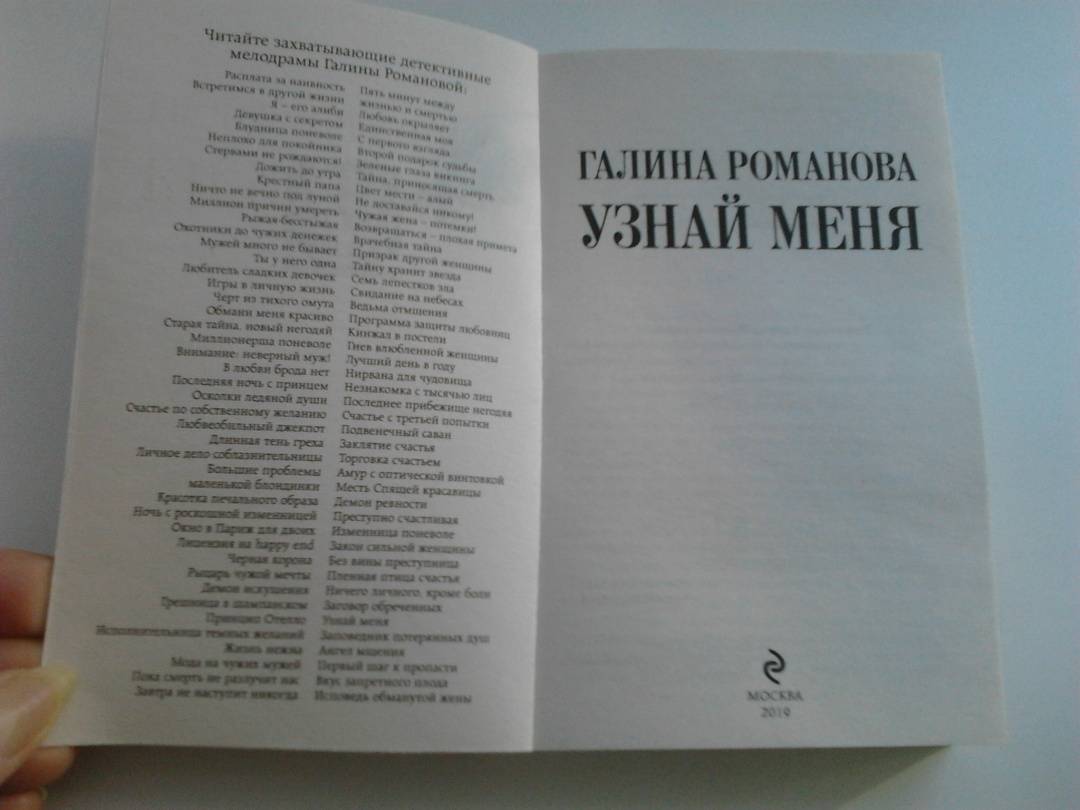 Читайте захватывающие детективные
мелодрамы Галины Романовой:
Расплата за наивность
Встретимся в другой жизни
Я – его алиби
Девушка с секретом
Блудница поневоле
Неплохо для покойника
Стервами не рождаются!
Дожить до утра
Крестный папа
Ничто не вечно под луной
Миллион причин умереть
Рыжая-бесстыжая
Охотники до чужих денежек
Мужей много не бывает
Ты у него одна
Любитель сладких девочек
Игры в личную жизнь
Черт из тихого омута
Обмани меня красиво
Старая тайна, новый негодяй
Миллионерша поневоле
Внимание: неверный муж!
В любви брода нет
Последняя ночь с принцем
Осколки ледяной души
Счастье по собственному желанию
Любвеобильный джекпот
Длинная тень греха
Личное дело соблазнительницы
Большие проблемы
маленькой блондинки
Красотка печального образа
Ночь с роскошной изменницей
Окно в Париж для двоих
Лицензия на happy end
Черная корона
Рыцарь чужой мечты
Демон искушения
Грешница в шампанском
Принцип Отелло
Исполнительница темных желаний
Жизнь нежна
Мода на чужих мужей
Пока смерть не разлучит нас
Завтра не наступит никогда
Пять минут между
жизнью и смертью
Любовь окрыляет
Единственная моя
С первого взгляда
Второй подарок судьбы
Зеленые глаза викинга
Тайна, приносящая смерть
Цвет мести – алый
Не доставайся никому!
Чужая жена – потемки!
Возвращаться – плохая примета
Врачебная тайна
Призрак другой женщины
Тайну хранит звезда
Семь лепестков зла
Свидание на небесах
Ведьма отмщения
Программа защиты любовниц
Кинжал в постели
Гнев влюбленной женщины
Лучший день в году
Нирвана для чудовища
Незнакомка с тысячью лиц
Последнее прибежище негодяя
Счастье с третьей попытки
Подвенечный саван
Заклятие счастья
Торговка счастьем
Амур с оптической винтовкой
Месть Спящей красавицы
Демон ревности
Преступно счастливая
Изменница поневоле
Закон сильной женщины
Без вины преступница
Пленная птица счастья
Ничего личного, кроме боли
Заговор обреченных
Узнай меня
Заповедник потерянных душ
Ангел мщения
Первый шаг к пропасти
Вкус запретного плода
Исповедь обманутой жены
ГАЛИНА РОМАНОВА
УЗНАЙ МЕНЯ
МОСКВА
2019